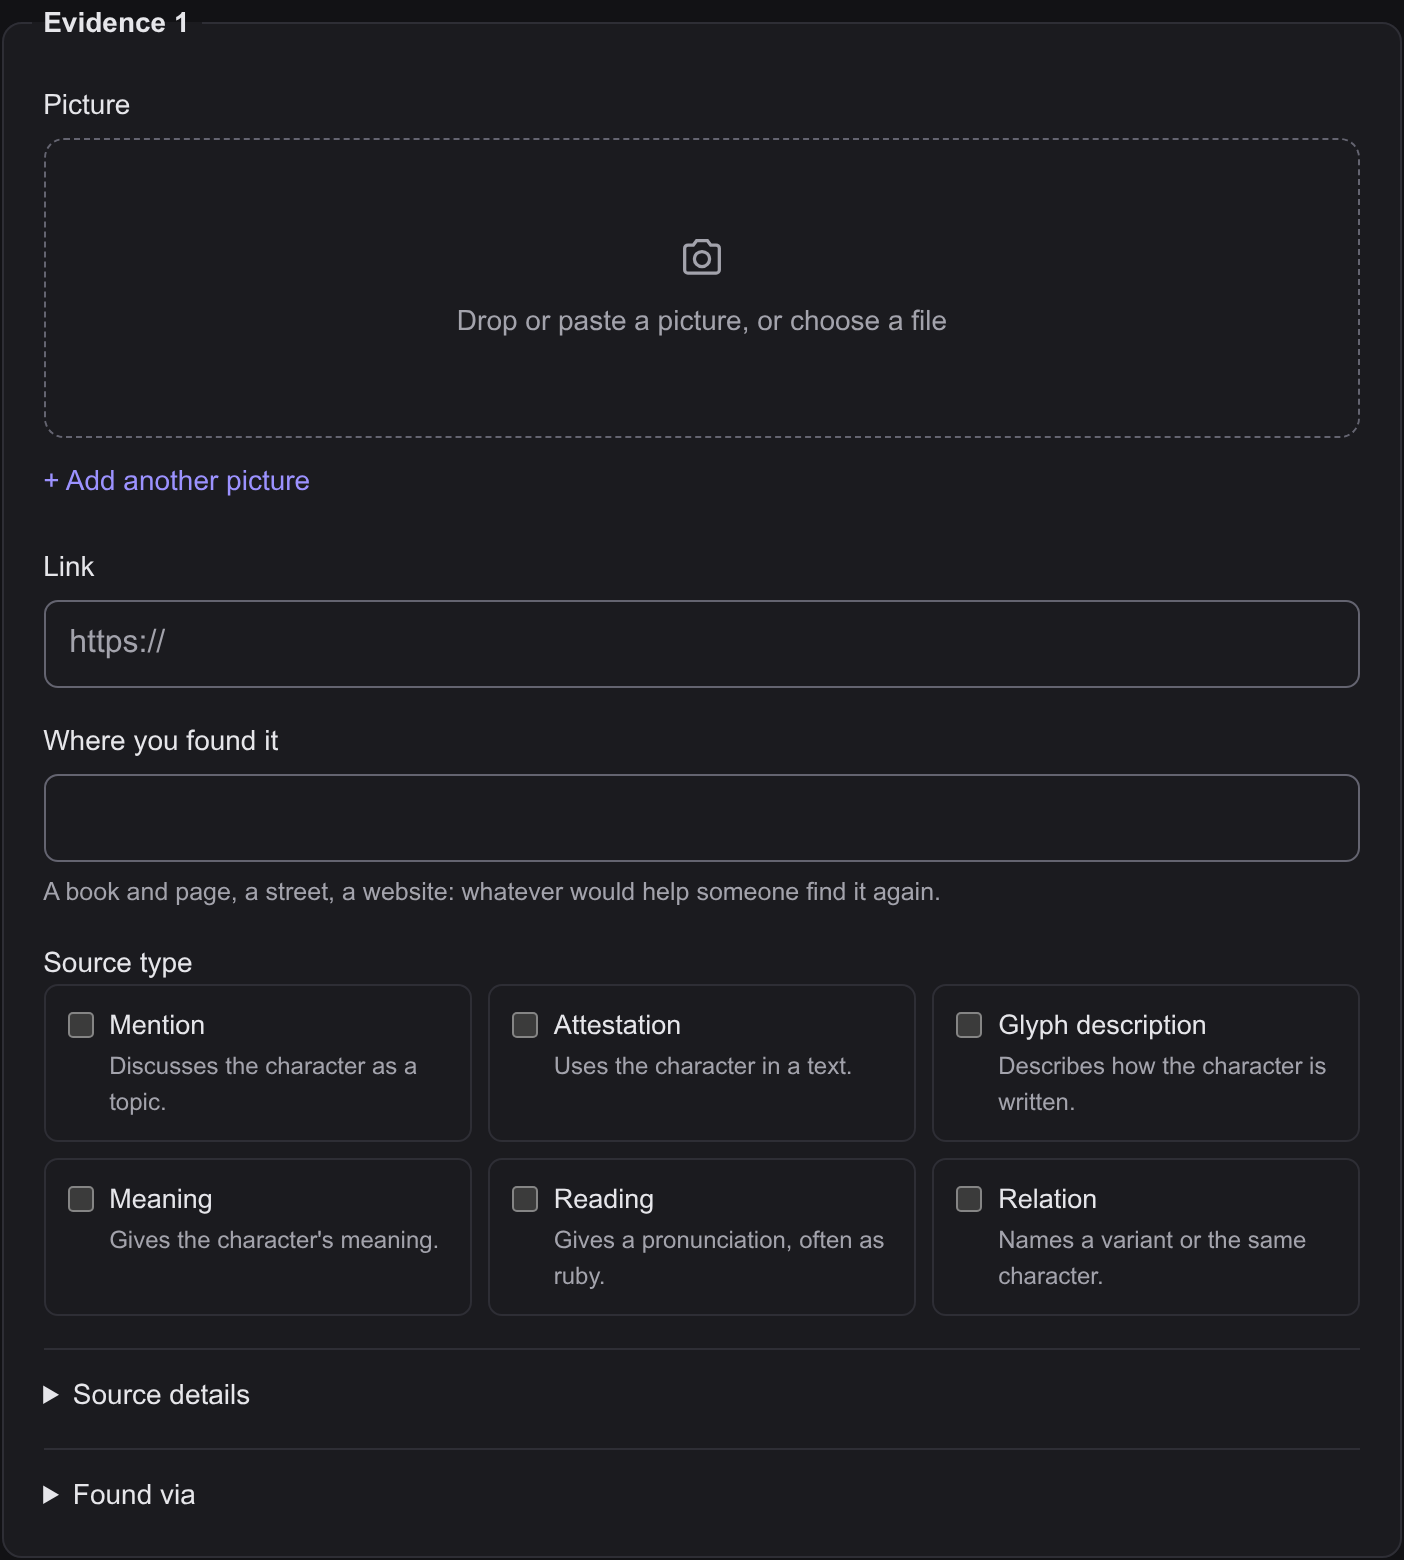 Evidence 1
Picture
Drop or paste a picture, or choose a file
+ Add another picture
Link
https://
Where you found it
A book and page, a street, a website: whatever would help someone find it again.
Source type
Mention
Discusses the character as a
topic.
Attestation
Uses the character in a text.
Glyph description
Describes how the character is
written.
Meaning
Gives the character's meaning.
Reading
Gives a pronunciation, often as
ruby.
Relation
Names a variant or the same
character.
Source details
Found via